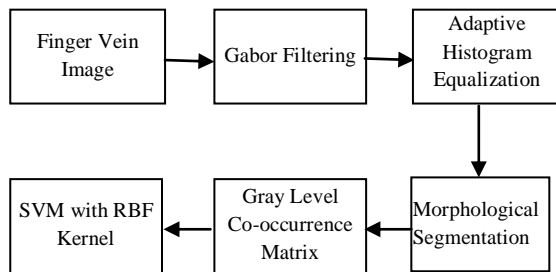 Finger Vein
Image
Gabor Filtering
Adaptive
Histogram
Equalization
SVM with RBF
Kernel
Gray Level
Co-occurrence
Matrix
Morphological
Segmentation